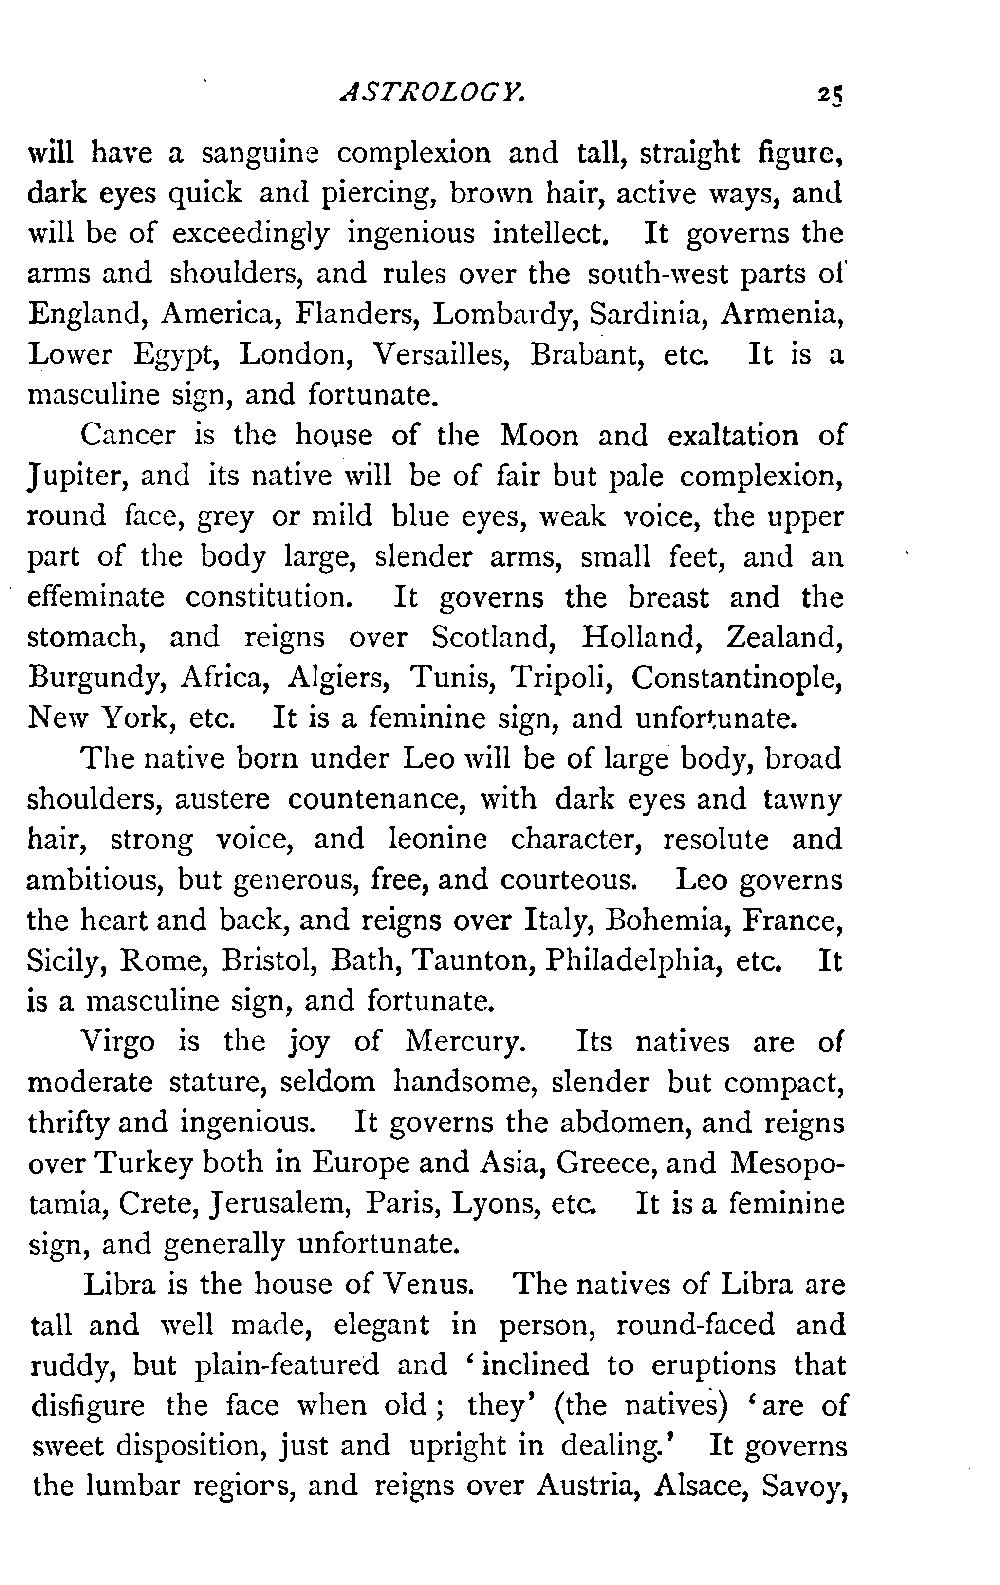 ASTROLOGY. 25
will have a sanguine complexion and tall, straight figure,
dark eyes quick and piercing, brown hair, active ways, and
will be of exceedingly ingenious intellect. It governs the
arms and shoulders, and rules over the south-west parts of
England, America, Flanders, Lombardy, Sardinia, Armenia,
Lower Egypt, London, Versailles, Brabant, etc. It is a
masculine sign, and fortunate.
Cancer is the house of the Moon and exaltation of
Jupiter, and its native will be of fair but pale complexion,
round face, grey or mild blue eyes, weak voice, the upper
part of the body large, slender arms, small feet, and an
effeminate constitution. It governs the breast and the
stomach, and reigns over Scotland, Holland, Zealand,
Burgundy, Africa, Algiers, Tunis, Tripoli, Constantinople,
New York, etc. It is a feminine sign, and unfortunate.
The native born under Leo will be of large body, broad
shoulders, austere countenance, with dark eyes and tawny
hair, strong voice, and leonine character, resolute and
ambitious, but generous, free, and courteous. Leo governs
the heart and back, and reigns over Italy, Bohemia, France,
Sicily, Rome, Bristol, Bath, Taunton, Philadelphia, etc. It
is a masculine sign, and fortunate.
Virgo is the joy of Mercury. Its natives are of
moderate stature, seldom handsome, slender but compact,
thrifty and ingenious. It governs the abdomen, and reigns
over Turkey both in Europe and Asia, Greece, and Mesopo-
tamia, Crete, Jerusalem, Paris, Lyons, etc. It is a feminine
sign, and generally unfortunate.
Libra is the house of Venus. The natives of Libra are
tall and well made, elegant in person, round-faced and
ruddy, but plain-featured and ‘inclined to eruptions that
disfigure the face when old; they’ (the natives) ‘are of
sweet disposition, just and upright in dealing.’ It governs
the lumbar regions, and reigns over Austria, Alsace, Savoy,